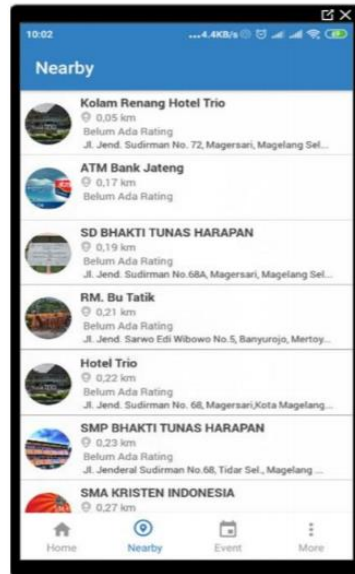 10:02
...4.4KB/s
Nearby
Kolam Renang Hotel Trio
0,05 km
Belum Ada Rating
Jl. Jend. Sudirman No. 72, Magersari, Magelang Sel...
ATM Bank Jateng
0,17 km
Belum Ada Rating
SD BHAKTI TUNAS HARAPAN
0,19 km
Belum Ada Rating
Jl. Jend. Sudirman No.68A, Magersari, Magelang Sel...
RM. Bu Tatik
0,21 km
Belum Ada Rating
Jl. Jend. Sarwo Edi Wibowo No.5, Banyurojo, Mertoy...
Hotel Trio
0,22 km
Belum Ada Rating
Jl. Jend. Sudirman No. 68, Magersari,Kota Magelang...
SMP BHAKTI TUNAS HARAPAN
0,23 km
Belum Ada Rating
Jl. Jenderal Sudirman No.68, Tidar Sel., Magelang ...
SMA KRISTEN INDONESIA
0,27 km
Home
Nearby
Event
More